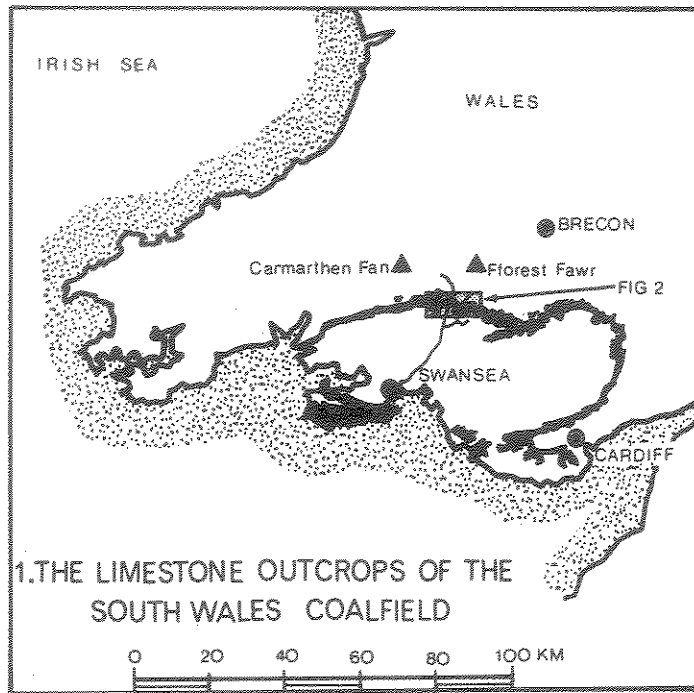 IRISH SEA
WALES
BRECON
Carmarthen Fan
Fforest Fawr
FIG 2
SWANSEA
CARDIFF
1.THE LIMESTONE OUTCROPS OF THE
SOUTH WALES COALFIELD
0 20 40 60 80 100 KM